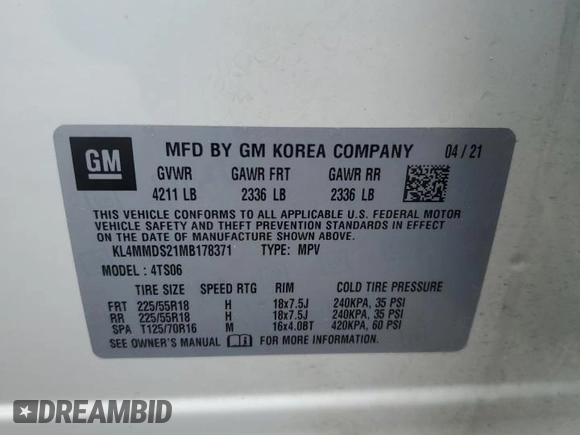 GM
MFD BY GM KOREA COMPANY 04/21
GVWR GAWR FRT GAWR RR
4211 LB 2336 LB 2336 LB
THIS VEHICLE CONFORMS TO ALL APPLICABLE U.S. FEDERAL MOTOR
VEHICLE SAFETY AND THEFT PREVENTION STANDARDS IN EFFECT
ON THE DATE OF MANUFACTURE SHOWN ABOVE.
KL4MMDS21MB178371 TYPE: MPV
MODEL: 4TS06
TIRE SIZE SPEED RTG RIM COLD TIRE PRESSURE
FRT 225/55R18 H 18x7.5J 240KPA, 35 PSI
RR 225/55R18 H 18x7.5J 240KPA, 35 PSI
SPA T125/70R16 M 16x4.0BT 420KPA, 60 PSI
SEE OWNER'S MANUAL FOR MORE INFORMATION.
DREAMBID